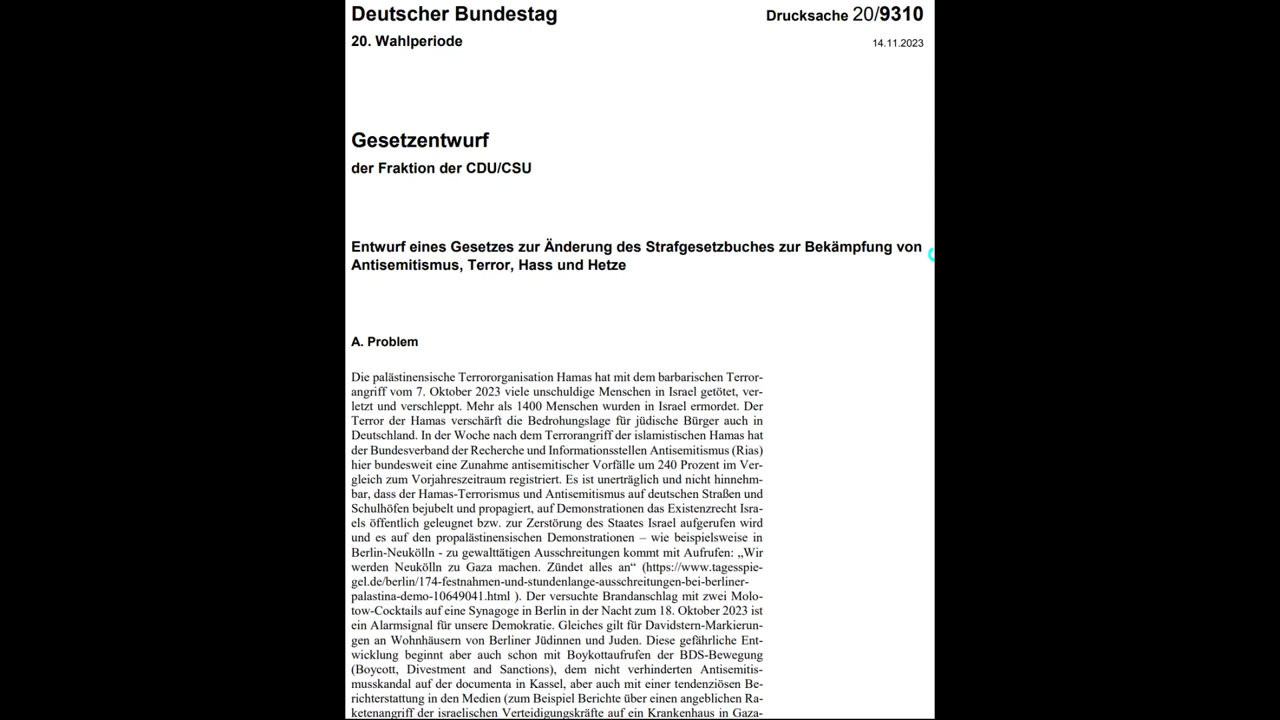 Deutscher Bundestag
Drucksache 20/9310
20. Wahlperiode
14.11.2023
Gesetzentwurf
der Fraktion der CDU/CSU
Entwurf eines Gesetzes zur Änderung des Strafgesetzbuches zur Bekämpfung von
Antisemitismus, Terror, Hass und Hetze
A. Problem
Die palästinensische Terrororganisation Hamas hat mit dem barbarischen Terror-
angriff vom 7. Oktober 2023 viele unschuldige Menschen in Israel getötet, ver-
letzt und verschleppt. Mehr als 1400 Menschen wurden in Israel ermordet. Der
Terror der Hamas verschärft die Bedrohungslage für jüdische Bürger auch in
Deutschland. In der Woche nach dem Terrorangriff der islamistischen Hamas hat
der Bundesverband der Recherche und Informationsstellen Antisemitismus (Rias)
hier bundesweit eine Zunahme antisemitischer Vorfälle um 240 Prozent im Ver-
gleich zum Vorjahreszeitraum registriert. Es ist unerträglich und nicht hinnehm-
bar, dass der Hamas-Terrorismus und Antisemitismus auf deutschen Straßen und
Schulhöfen bejubelt und propagiert, auf Demonstrationen das Existenzrecht Isra-
els öffentlich geleugnet bzw. zur Zerstörung des Staates Israel aufgerufen wird
und es auf den propalästinensischen Demonstrationen – wie beispielsweise in
Berlin-Neukölln - zu gewalttätigen Ausschreitungen kommt mit Aufrufen: „Wir
werden Neukölln zu Gaza machen. Zündet alles an“ (https://www.tagesspie-
gel.de/berlin/174-festnahmen-und-stundenlange-ausschreitungen-bei-berliner-
palastina-demo-10649041.html ). Der versuchte Brandanschlag mit zwei Molo-
tow-Cocktails auf eine Synagoge in Berlin in der Nacht zum 18. Oktober 2023 ist
ein Alarmsignal für unsere Demokratie. Gleiches gilt für Davidstern-Markierun-
gen an Wohnhäusern von Berliner Jüdinnen und Juden. Diese gefährliche Ent-
wicklung beginnt aber auch schon mit Boykottaufrufen der BDS-Bewegung
(Boycott, Divestment and Sanctions), dem nicht verhinderten Antisemitis-
musskandal auf der documenta in Kassel, aber auch mit einer tendenziösen Be-
richterstattung in den Medien (zum Beispiel Berichte über einen angeblichen Ra-
ketenangriff der israelischen Verteidigungskräfte auf ein Krankenhaus in Gaza-